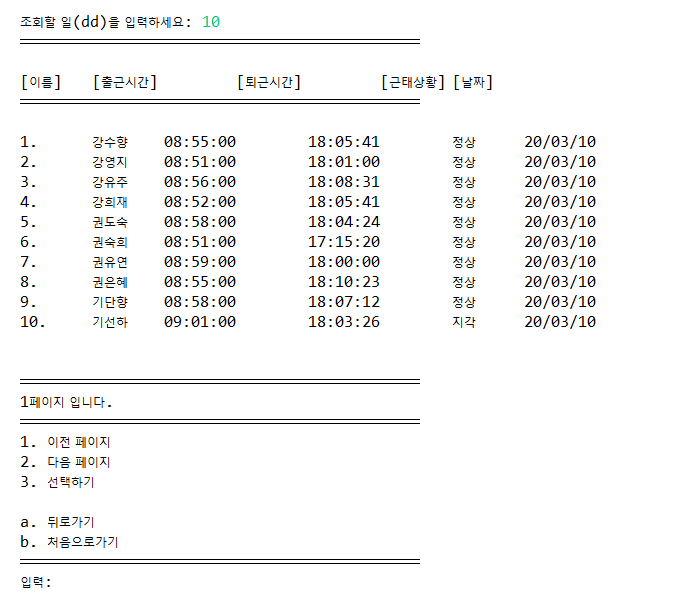 조회할 일(dd)을 입력하세요: 10
[이름] [출근시간] [퇴근시간] [근태상황] [날짜]
1. 강수향 08:55:00 18:05:41 정상 20/03/10
2. 강영지 08:51:00 18:01:00 정상 20/03/10
3. 강유주 08:56:00 18:08:31 정상 20/03/10
4. 강희재 08:52:00 18:05:41 정상 20/03/10
5. 권도숙 08:58:00 18:04:24 정상 20/03/10
6. 권숙희 08:51:00 17:15:20 정상 20/03/10
7. 권유연 08:59:00 18:00:00 정상 20/03/10
8. 권은혜 08:55:00 18:10:23 정상 20/03/10
9. 기단향 08:58:00 18:07:12 정상 20/03/10
10. 기선하 09:01:00 18:03:26 지각 20/03/10
1페이지 입니다.
1. 이전 페이지
2. 다음 페이지
3. 선택하기
a. 뒤로가기
b. 처음으로가기
입력: